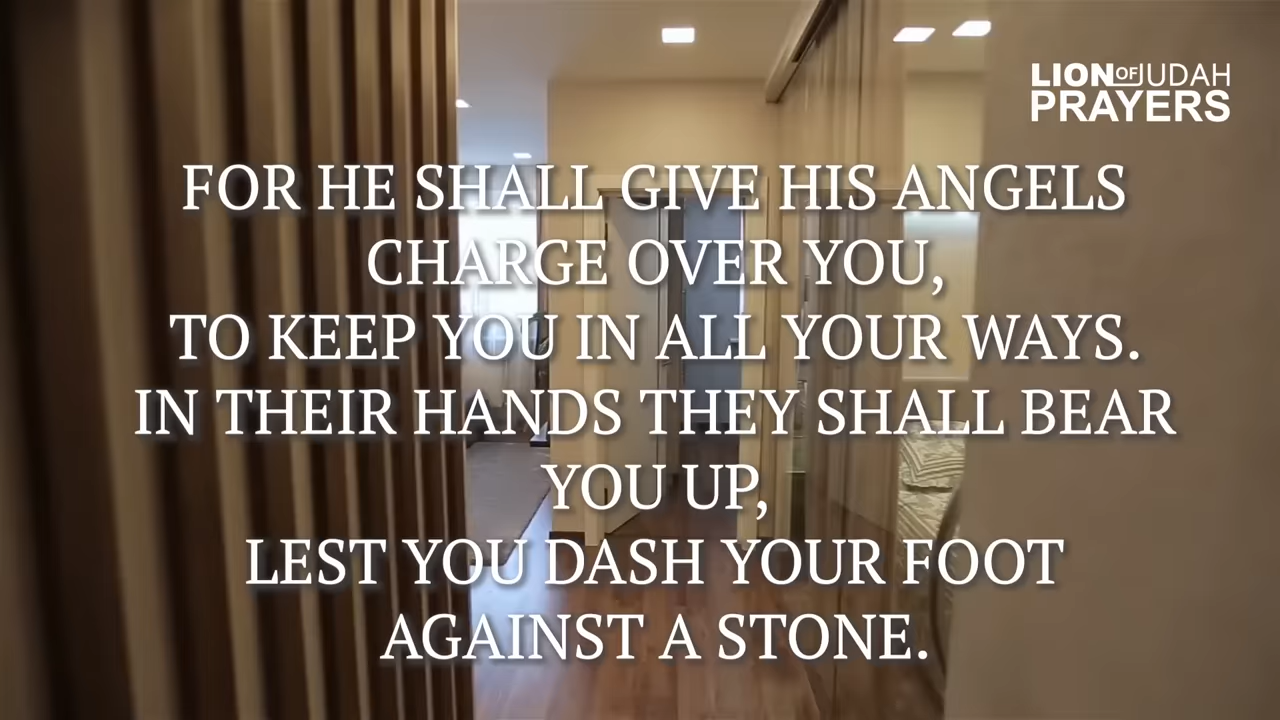 LION OF JUDAH
PRAYERS
FOR HE SHALL GIVE HIS ANGELS
CHARGE OVER YOU,
TO KEEP YOU IN ALL YOUR WAYS.
IN THEIR HANDS THEY SHALL BEAR
YOU UP,
LEST YOU DASH YOUR FOOT
AGAINST A STONE.